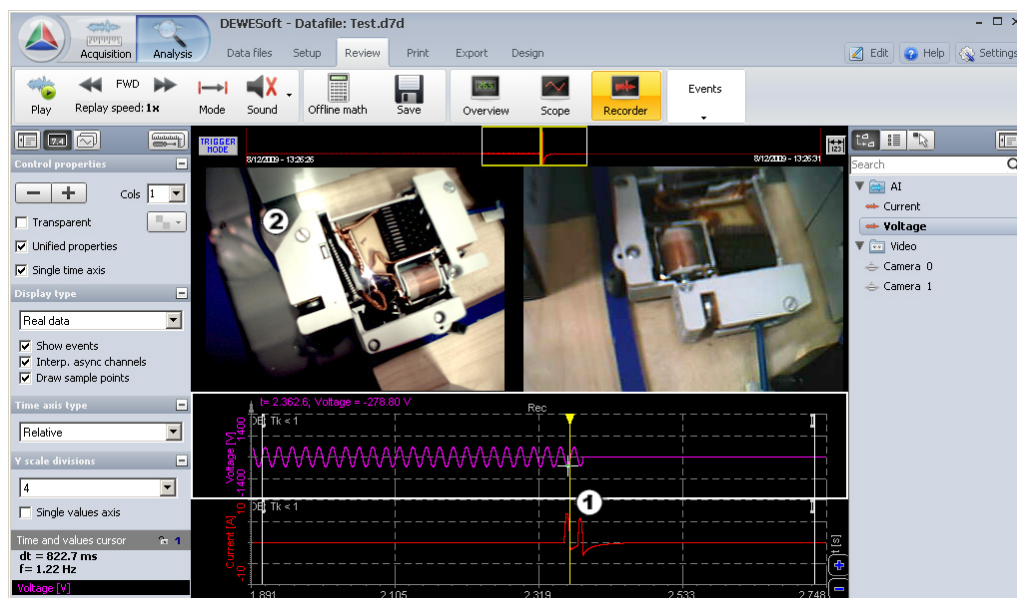 DEWESoft - Datafile: Test.d7d
Acquisition Analysis Data files Setup Review Print Export Design Edit Help Settings
FWD
Play Replay speed: 1x Mode Sound Offline math Save Overview Scope Recorder Events
TRIGGER
MODE
8/12/2009 - 13:26:26 8/12/2009 - 13:26:31
Control properties
Cols 1
Transparent
Unified properties
Single time axis
Display type
Real data
Show events
Interp. async channels
Draw sample points
Time axis type
Relative
Y scale divisions
4
Single values axis
Time and values cursor 1
dt = 822.7 ms
f= 1.22 Hz
Voltage [V]
2
t= 2.362.6; Voltage = -278.80 V
Rec
Tk < 1
1400
Voltage [V]
-1400
1
Tk < 1
10
Current [A]
-10
t [s]
1.891 2.105 2.319 2.533 2.748
Search
AI
Current
Voltage
Video
Camera 0
Camera 1